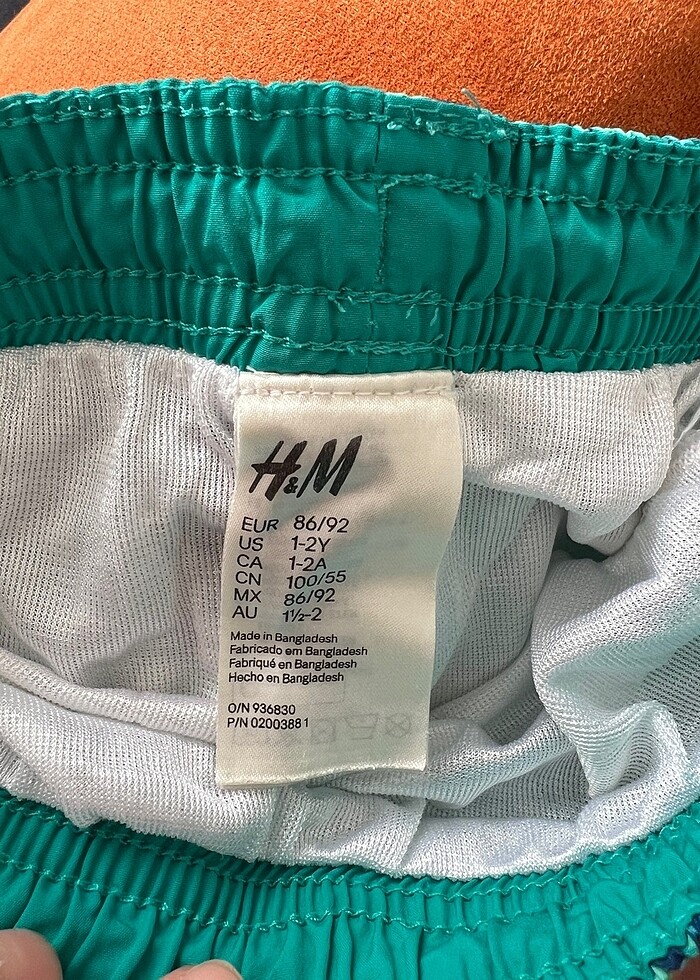 H&M
EUR 86/92
US 1-2Y
CA 1-2A
CN 100/55
MX 86/92
AU 1½-2
Made in Bangladesh
Fabricado em Bangladesh
Fabriqué en Bangladesh
Hecho en Bangladesh
O/N 936830
P/N 02003881